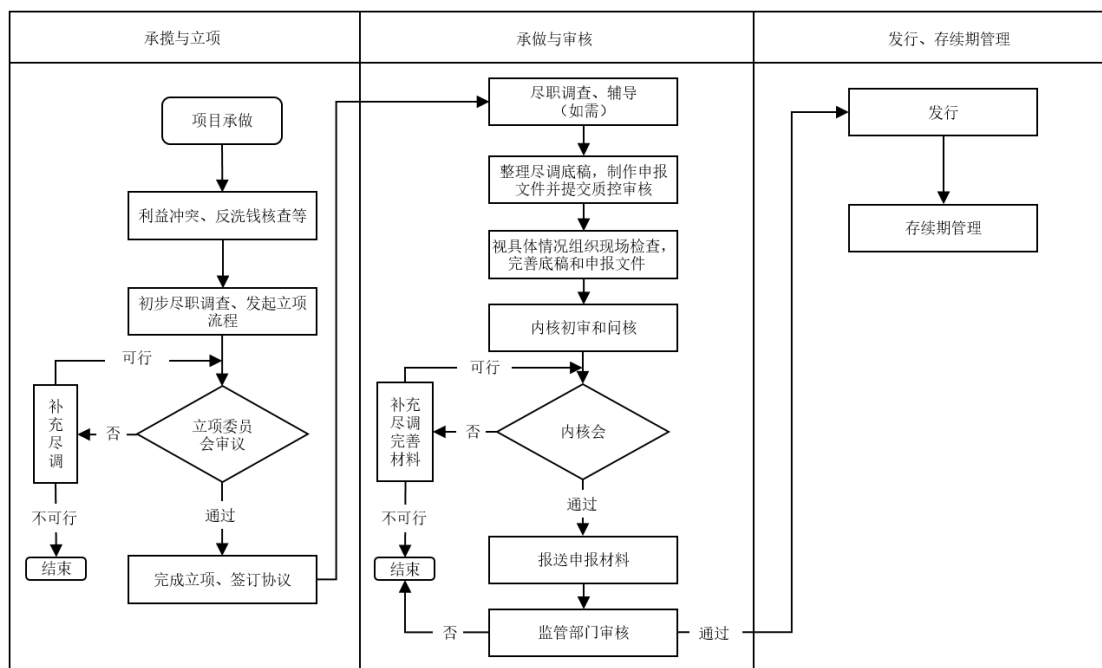 承揽与立项
承做与审核
发行、存续期管理
项目承做
利益冲突、反洗钱核查等
初步尽职调查、发起立项
流程
可行
补
充
尽
调
否
立项委员
会审议
不可行
通过
结束
完成立项、签订协议
尽职调查、辅导
（如需）
整理尽调底稿，制作申报
文件并提交质控审核
视具体情况组织现场检查，
完善底稿和申报文件
内核初审和问核
可行
补充
尽调
完善
材料
否
内核会
不可行
通过
结束
报送申报材料
否
监管部门审核
通过
发行
存续期管理